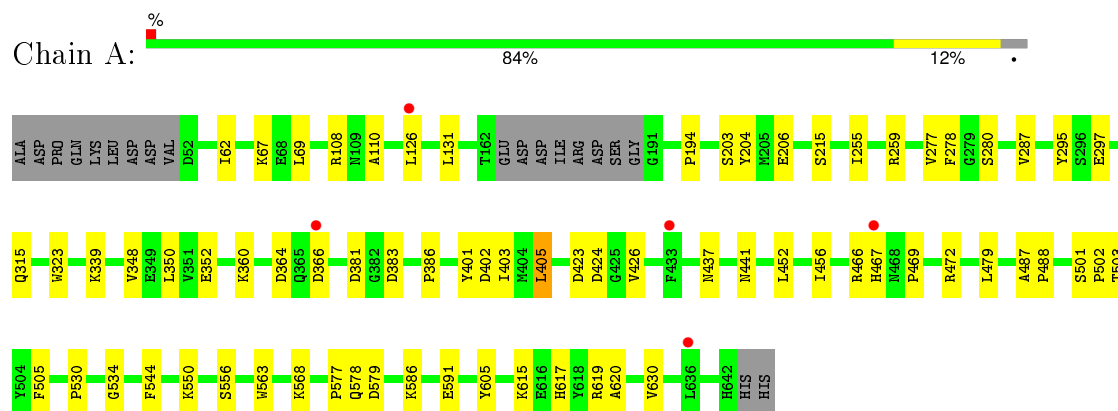 %
Chain A:
84% 12% •
ALA ASP PRO GLN LYS LEU ASP ASP VAL D52 I62 K67 E68 L69 R108 N109 A110 L126 L131 T162 GLU ASP ASP ILE ARG ASP SER GLY G191 P194 S203 Y204 M205 E206 S215 I255 R259 V277 F278 G279 S280 V287 Y295 S296 E297
Q315 W323 K339 V348 E349 L350 V351 E352 K360 D364 Q365 D366 D381 G382 D383 P386 Y401 D402 I403 M404 L405 D423 D424 G425 V426 F433 N437 N441 L452 I456 R466 H467 N468 P469 R472 L479 A487 P488 S501 P502 T503
Y504 F505 P530 G534 F544 K550 S556 W563 K568 P577 Q578 D579 K586 E591 Y605 K615 E616 H617 Y618 R619 A620 V630 L636 H642 HIS HIS